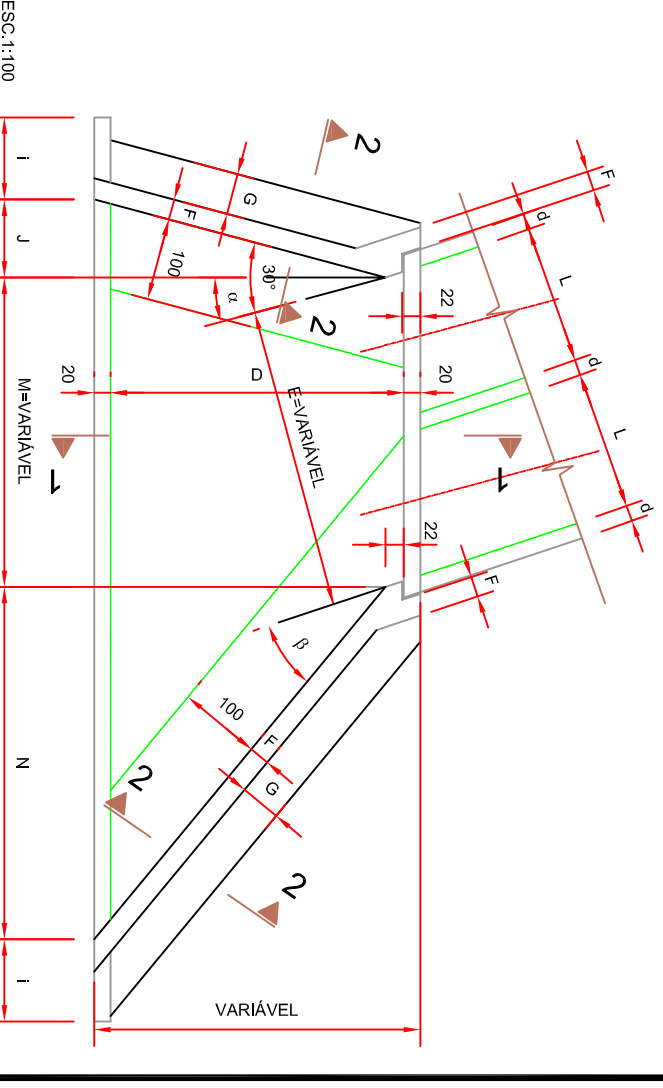 ESC.1:100
F
d
L
d
L
d
F
2
G
F
100
30°
α
2
22
20
D
20
E=VARIÁVEL
1
1
22
i
J
M=VARIÁVEL
N
i
β
100
F
G
2
2
VARIÁVEL